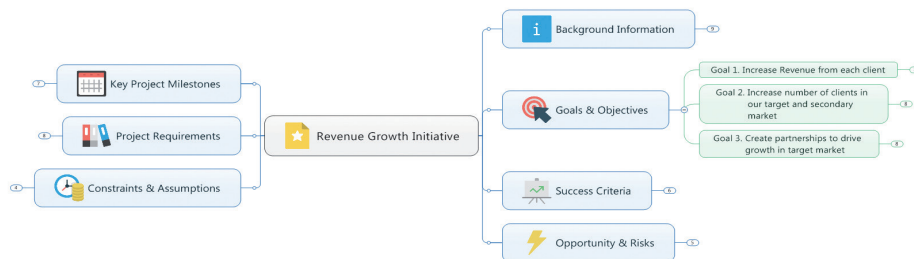 Background Information
Key Project Milestones
Project Requirements
Constraints & Assumptions
Revenue Growth Initiative
Goals & Objectives
Goal 1. Increase Revenue from each client
Goal 2. Increase number of clients in
our target and secondary
market
Goal 3. Create partnerships to drive
growth in target market
Success Criteria
Opportunity & Risks